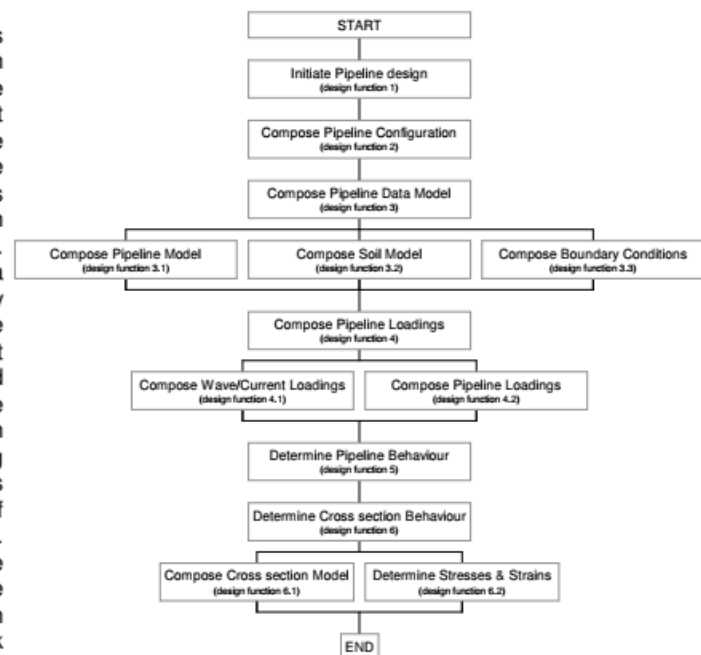 START
Initiate Pipeline design
(design function 1)
Compose Pipeline Configuration
(design function 2)
Compose Pipeline Data Model
(design function 3)
Compose Pipeline Model
(design function 3.1)
Compose Soil Model
(design function 3.2)
Compose Boundary Conditions
(design function 3.3)
Compose Pipeline Loadings
(design function 4)
Compose Wave/Current Loadings
(design function 4.1)
Compose Pipeline Loadings
(design function 4.2)
Determine Pipeline Behaviour
(design function 5)
Determine Cross section Behaviour
(design function 6)
Compose Cross section Model
(design function 6.1)
Determine Stresses & Strains
(design function 6.2)
END